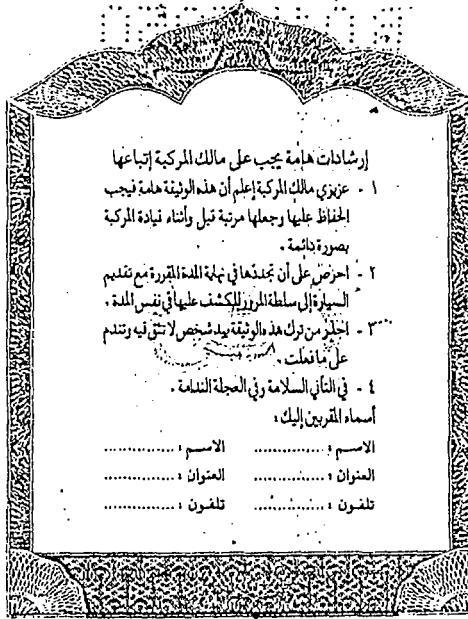 إرشادات هامة يجب على مالك المركبة إتباعها
١ - عزيزي مالك المركبة إعلم أن هذه الوثيقة هامة فيجب
الحفاظ عليها وجعلها مرتبة قبل وأثناء قيادة المركبة
بصورة دائمة .
٢ - احرص على أن تجددها في نهاية المدة المقررة مع تقديم
السيارة إلى سلطة المرور للكشف عليها في نفس المدة .
٣ - احذر من ترك هذه الوثيقة بيد شخص لا تثق فيه وتندم
على ما فعلت .
٤ - في التأني السلامة وفي العجلة الندامة .
أسماء المقربين إليك :
الاسم : .............. الاسم : ..............
العنوان : .............. العنوان : ..............
تلفون : .............. تلفون : ..............